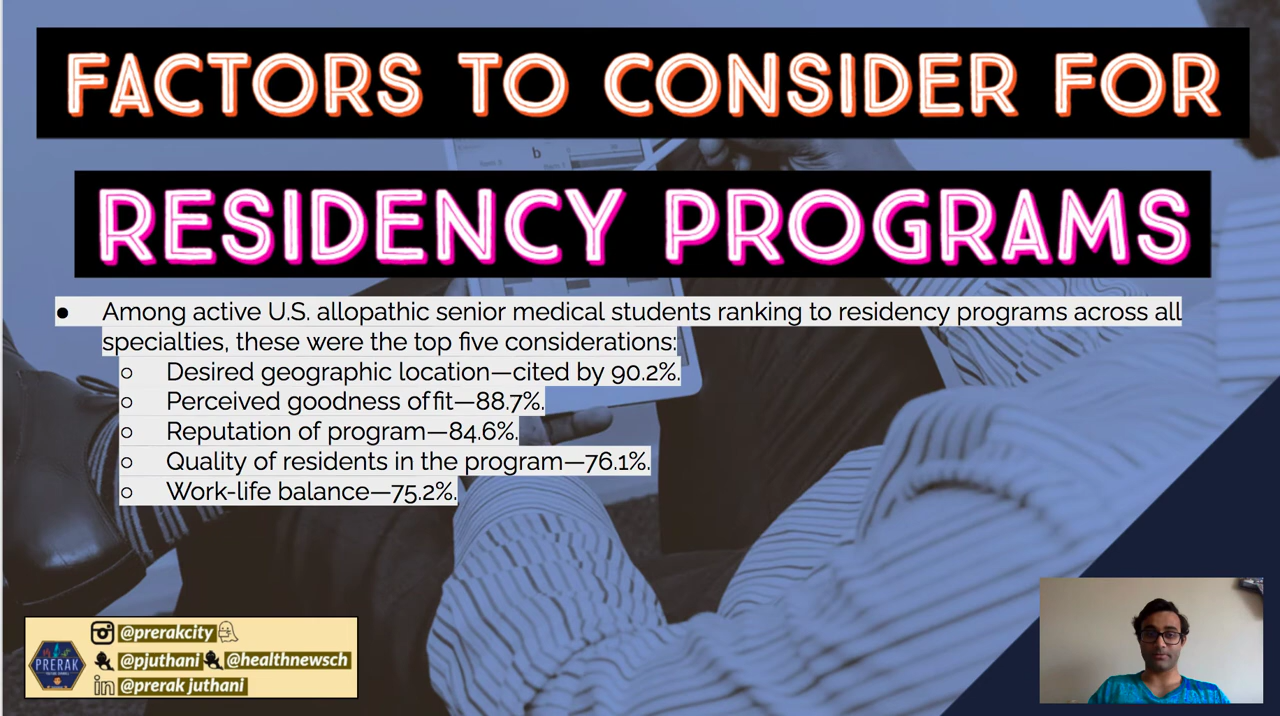 FACTORS TO CONSIDER FOR
RESIDENCY PROGRAMS
● Among active U.S. allopathic senior medical students ranking to residency programs across all
specialties, these were the top five considerations:
○ Desired geographic location—cited by 90.2%.
○ Perceived goodness of fit—88.7%.
○ Reputation of program—84.6%.
○ Quality of residents in the program—76.1%.
○ Work-life balance—75.2%.
b
PRERAK
@prerakcity
@pjuthani @healthnewsch
in @prerak juthani